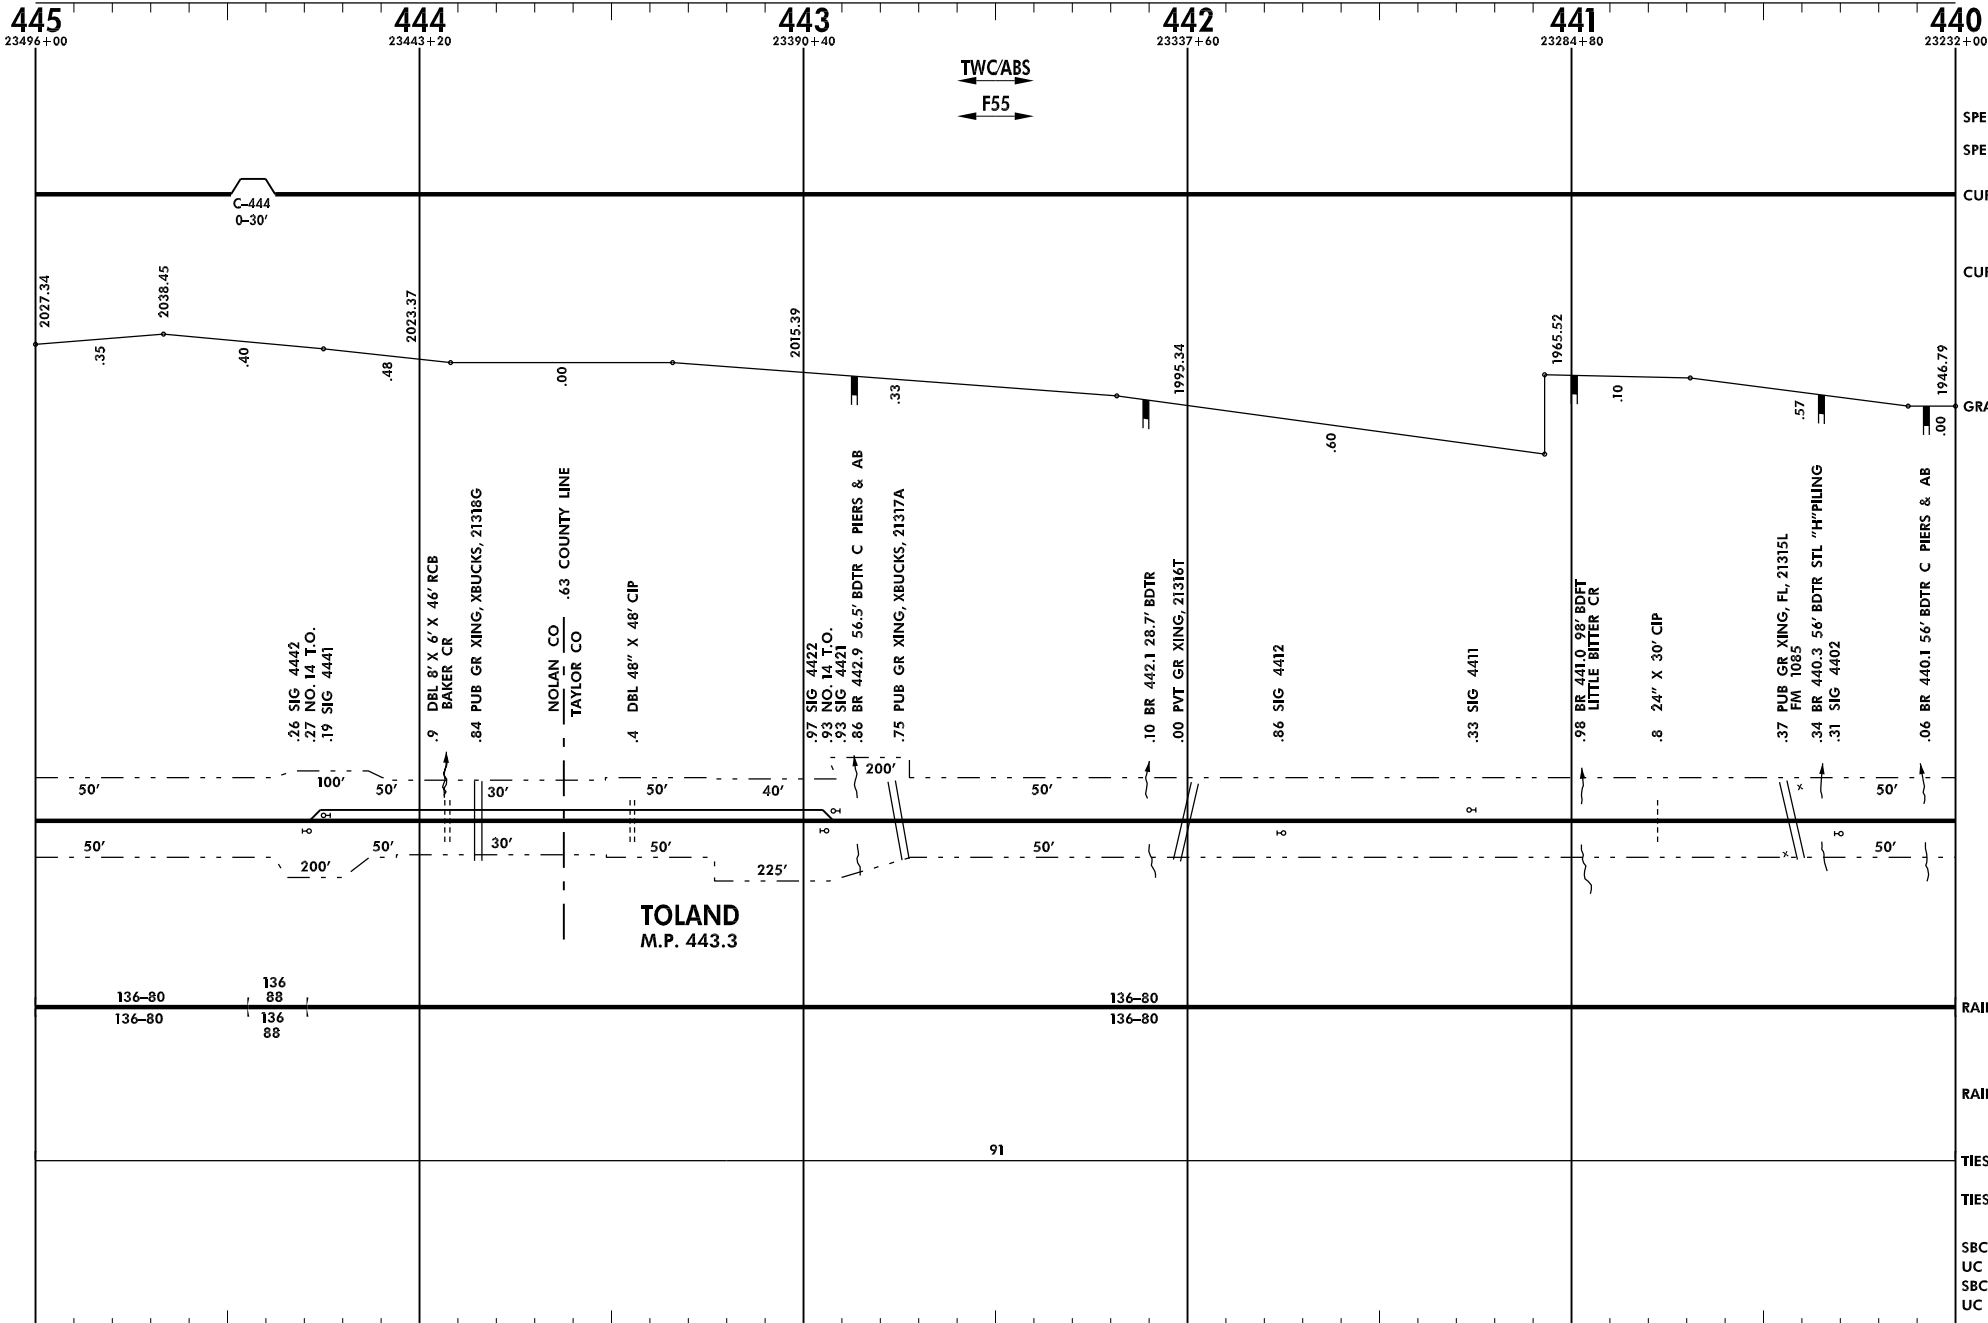 445 444 443 442 441 440
23496+00 23443+20 23390+40 23337+60 23284+80 23232+00
TWC/ABS
F55
SPE
SPE
CUR
C-444
0-30'
CUR
2027.34
2038.45
2023.37
2015.39
1995.34
1965.52
1946.79
.35
.40
.48
.00
.33
.60
.10
.57
.00
GRA
.26 SIG 4442
.27 NO. 14 T.O.
.19 SIG 4441
.9 DBL 8' X 6' X 46' RCB
BAKER CR
.84 PUB GR XING, XBUCKS, 21318G
NOLAN CO
.63 COUNTY LINE
TAYLOR CO
.4 DBL 48" X 48' CIP
.97 SIG 4422
.93 NO. 14 T.O.
.93 SIG 4421
.86 BR 442.9 56.5' BDTR C PIERS & AB
.75 PUB GR XING, XBUCKS, 21317A
.10 BR 442.1 28.7' BDTR
.00 PVT GR XING, 21316T
.86 SIG 4412
.33 SIG 4411
.98 BR 441.0 98' BDFT
LITTLE BITTER CR
.8 24" X 30' CIP
.37 PUB GR XING, FL, 21315L
FM 1085
.34 BR 440.3 56' BDTR STL "H"PILING
.31 SIG 4402
.06 BR 440.1 56' BDTR C PIERS & AB
50' 100' 50' 30' 50' 40' 200' 50' 50'
50' 200' 50' 30' 50' 225' 50' 50'
TOLAND
M.P. 443.3
136-80 136
88 136-80
136-80 136
88 136-80
RAI
RAI
91
TIES
TIES
SBC
UC
SBC
UC